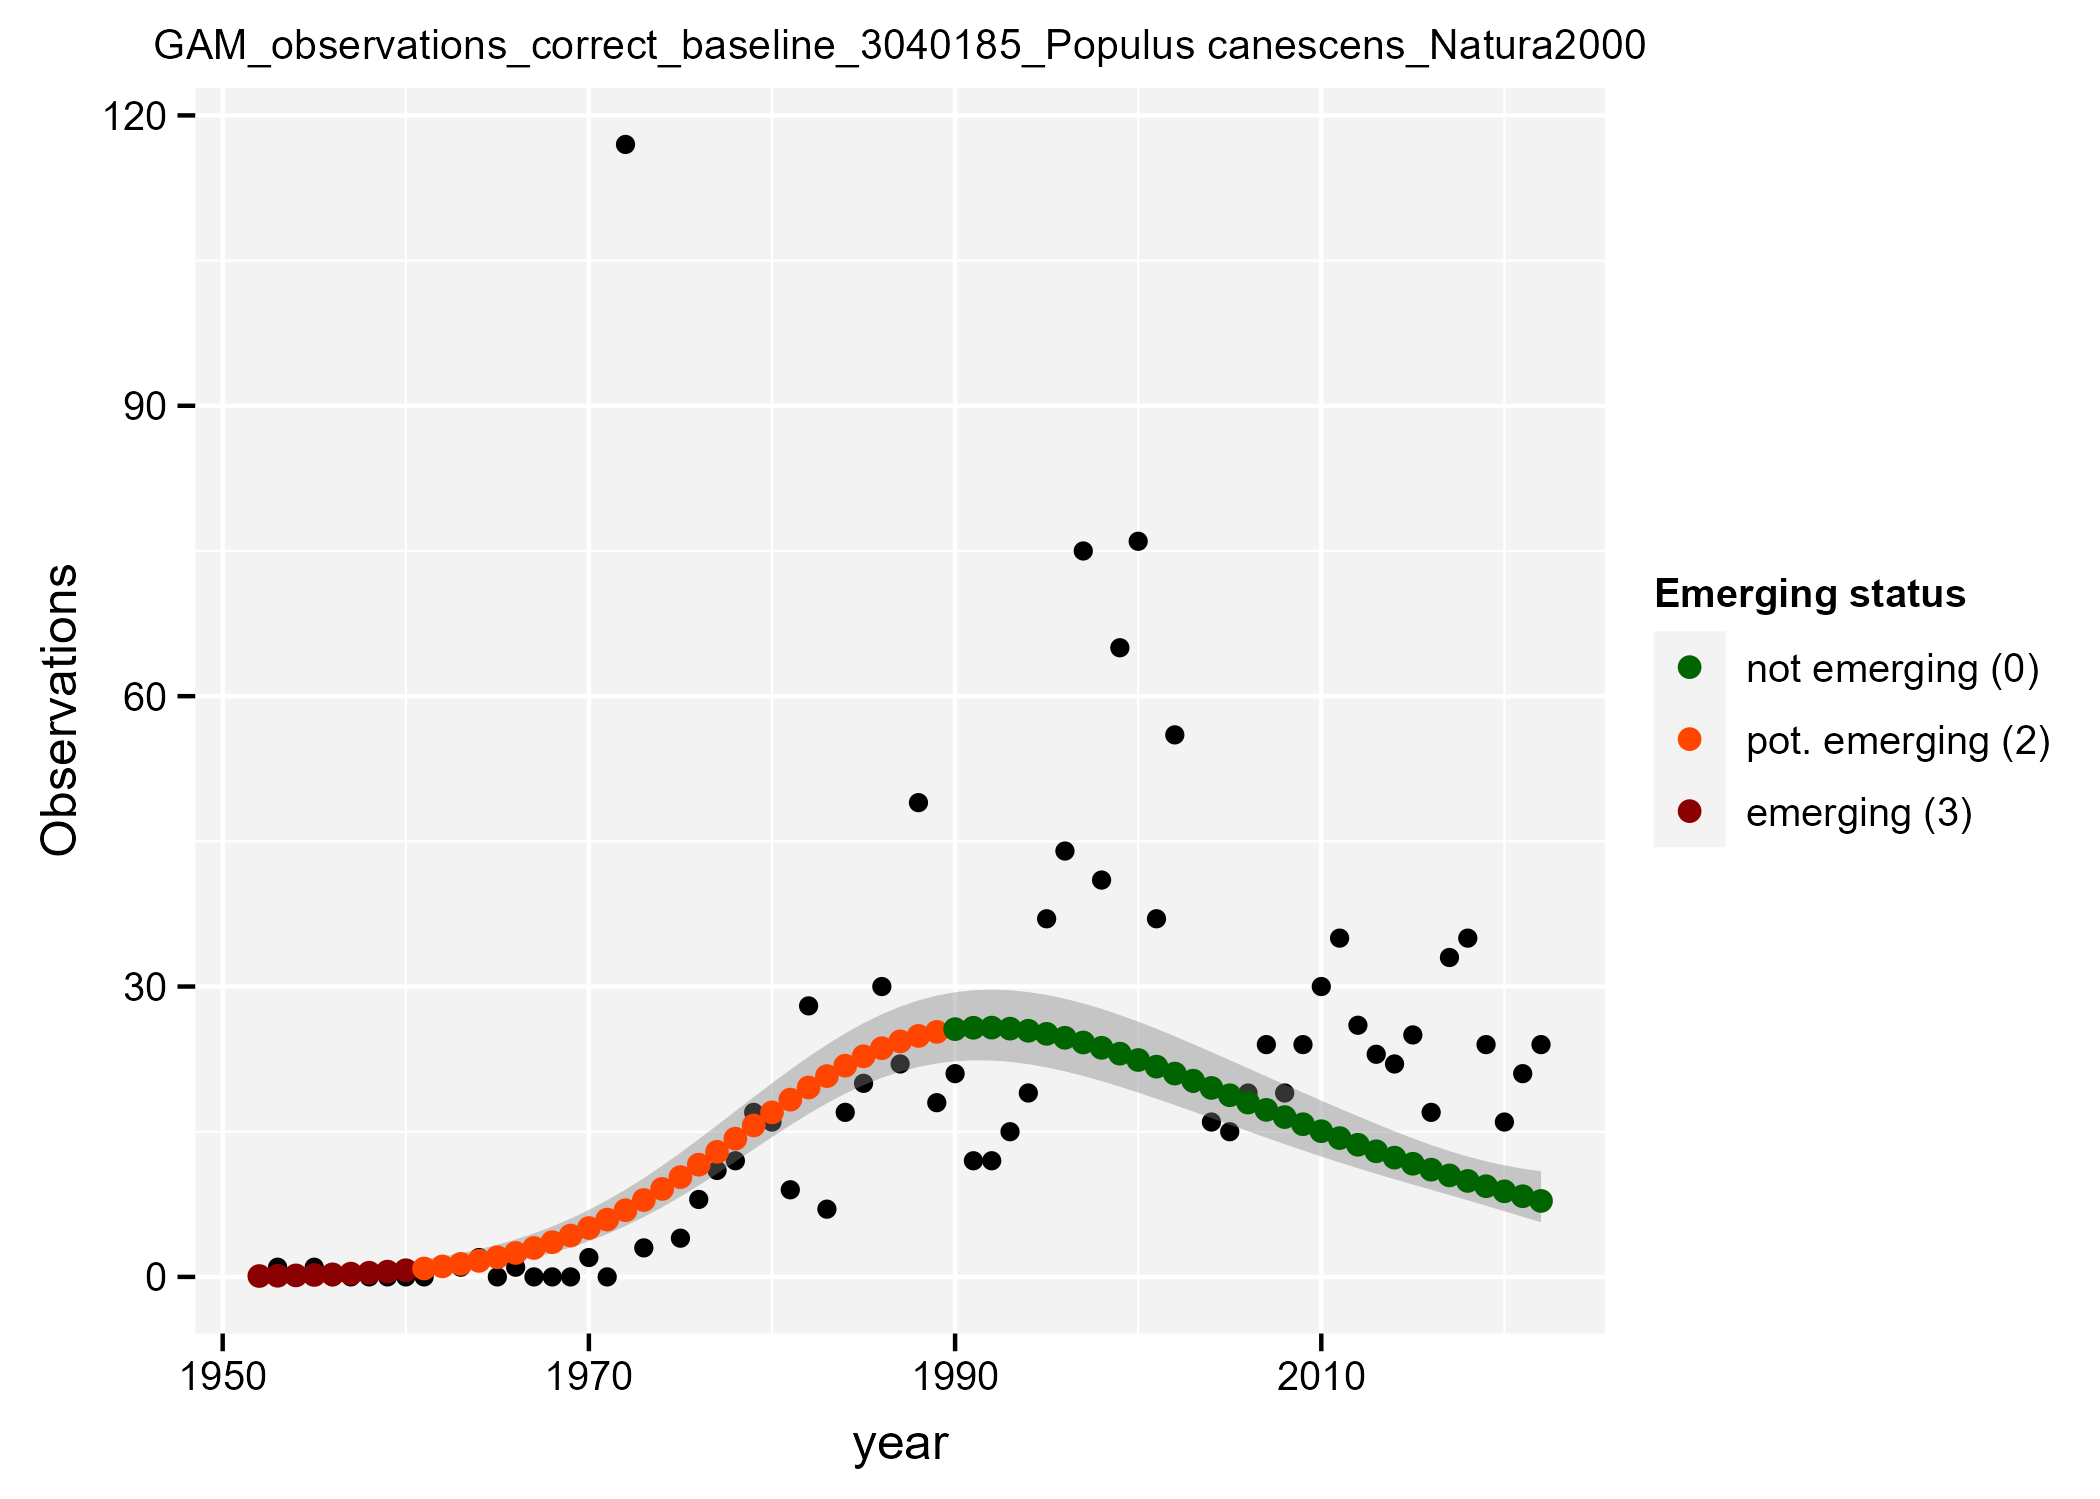 GAM_observations_correct_baseline_3040185_Populus canescens_Natura2000
120
90
60
30
0
Observations
1950 1970 1990 2010
year
Emerging status
not emerging (0)
pot. emerging (2)
emerging (3)